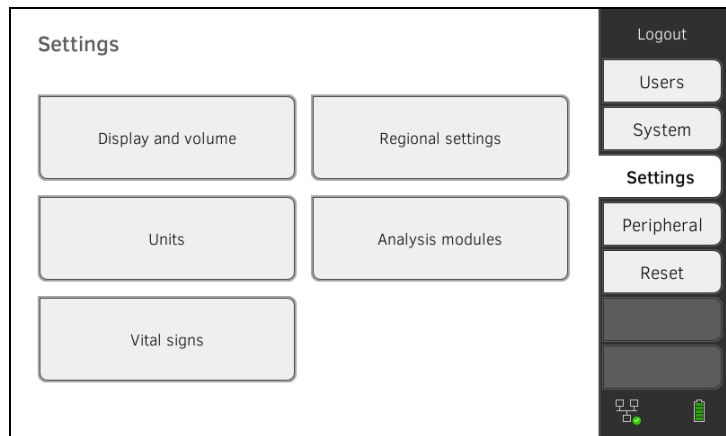 Settings
Display and volume
Regional settings
Units
Analysis modules
Vital signs
Logout
Users
System
Settings
Peripheral
Reset